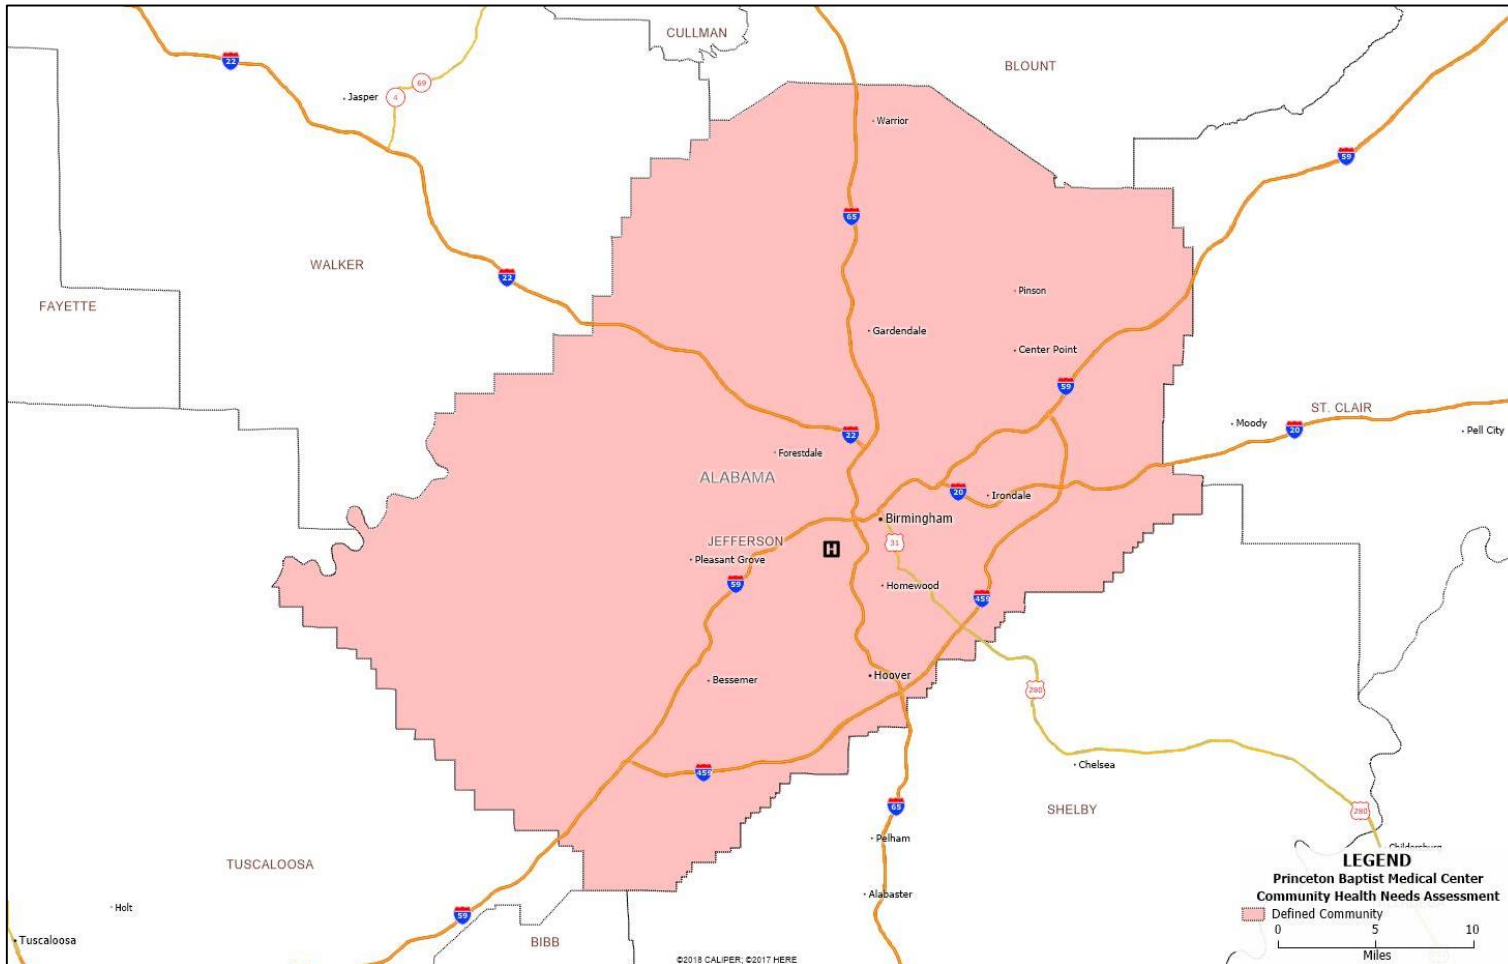 CULLMAN
BLOUNT
22
69
Jasper
4
Warrior
59
65
WALKER
22
Pinson
FAYETTE
Gardendale
Center Point
59
ST. CLAIR
Moody
20
Pell City
22
Forestdale
ALABAMA
20
Irondale
Birmingham
JEFFERSON
31
H
Pleasant Grove
59
Homewood
459
Bessemer
Hoover
280
Chelsea
459
65
SHELBY
280
Pelham
Childersburg
TUSCALOOSA
Alabaster
Holt
59
Tuscaloosa
BIBB
LEGEND
Princeton Baptist Medical Center
Community Health Needs Assessment
Defined Community
0 5 10
Miles
©2018 CALIPER; ©2017 HERE